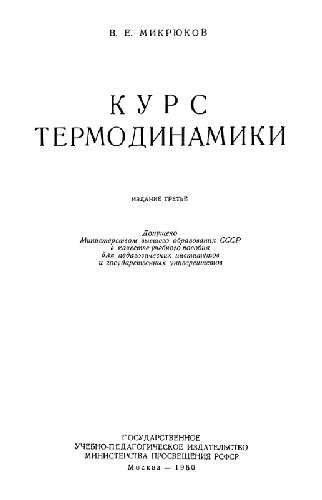 В. Е. МИКРЮКОВ
КУРС
ТЕРМОДИНАМИКИ
ИЗДАНИЕ ТРЕТЬЕ
Допущено
Министерством высшего образования СССР
в качестве учебного пособия
для педагогических институтов
и государственных университетов
ГОСУДАРСТВЕННОЕ
УЧЕБНО-ПЕДАГОГИЧЕСКОЕ ИЗДАТЕЛЬСТВО
МИНИСТЕРСТВА ПРОСВЕЩЕНИЯ РСФСР
Москва — 1960